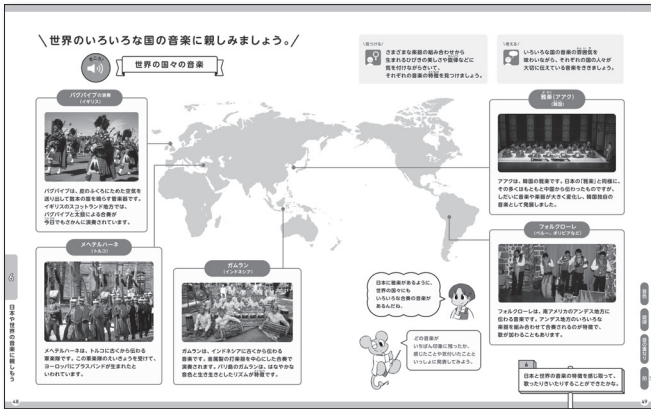 世界のいろいろな国の音楽に親しみましょう。
世界の国々の音楽
見つける
さまざまな楽器の組み合わせから
生まれるひびきの美しさや旋律などに
気を付けながらきいて、
それぞれの音楽の特徴を見つけましょう。
考える
いろいろな国の音楽の雰囲気を
味わいながら、それぞれの国の人々が
大切に伝えている音楽をききましょう。
バグパイプの演奏
(イギリス)
バグパイプは、皮のふくろにためた空気を
送り出して数本の音を鳴らす管楽器です。
イギリスのスコットランド地方では、
バグパイプと太鼓による合奏が
今日でもさかんに演奏されています。
メヘテルハーネ
(トルコ)
メヘテルハーネは、トルコに古くから伝わる
軍楽隊です。この軍楽隊のえいきょうを受けて、
ヨーロッパにブラスバンドが生まれたと
いわれています。
ガムラン
(インドネシア)
ガムランは、インドネシアに古くから伝わる
音楽です。金属製の打楽器を中心にした合奏で
演奏されます。バリ島のガムランは、はなやかな
音色と生き生きとしたリズムが特徴です。
雅楽(アアク)
(韓国)
アアクは、韓国の雅楽です。日本の「雅楽」と同様に、
その多くはもともと中国から伝わったものですが、
しだいに音楽や楽器が大きく変化し、韓国独自の
音楽として発展しました。
フォルクローレ
(ペルー、ボリビアなど)
フォルクローレは、南アメリカのアンデス地方に
伝わる音楽です。アンデス地方のいろいろな
楽器を組み合わせて合奏されるのが特徴で、
歌が加わることもあります。
日本に雅楽があるように、
世界の国々にも
いろいろな合奏の音楽が
あるんだね。
どの音楽が
いちばん印象に残ったか、
感じたことや気付いたことを
いっしょに発表してみよう。
6
日本と世界の音楽の特徴を感じ取って、
歌ったりきいたりすることができたかな。
6
日本や世界の音楽に親しもう
音色
旋律
音の重なり
48
49